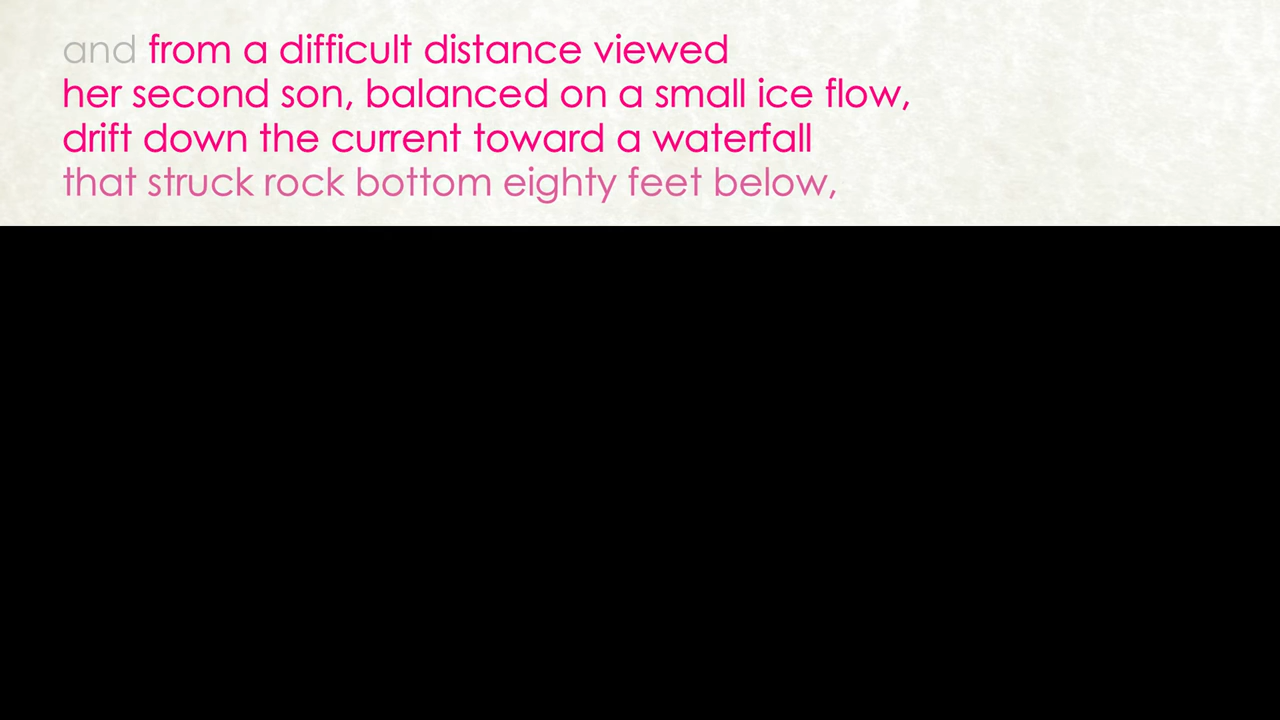 and from a difficult distance viewed
her second son, balanced on a small ice flow,
drift down the current toward a waterfall
that struck rock bottom eighty feet below,